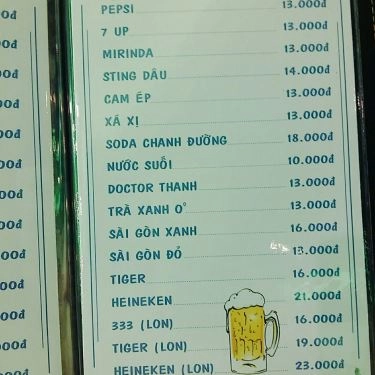 PEPSI 13.000đ
7 UP 13.000đ
MIRINDA 13.000đ
STING DÂU 14.000đ
CAM ÉP 13.000đ
XÁ XỊ 13.000đ
SODA CHANH ĐƯỜNG 18.000đ
NƯỚC SUỐI 10.000đ
DOCTOR THANH 13.000đ
TRÀ XANH O° 13.000đ
SÀI GÒN XANH 16.000đ
SÀI GÒN ĐỎ 13.000đ
TIGER 16.000đ
HEINEKEN 21.000đ
333 (LON) 16.000đ
TIGER (LON) 19.000đ
HEINEKEN (LON) 23.000đ